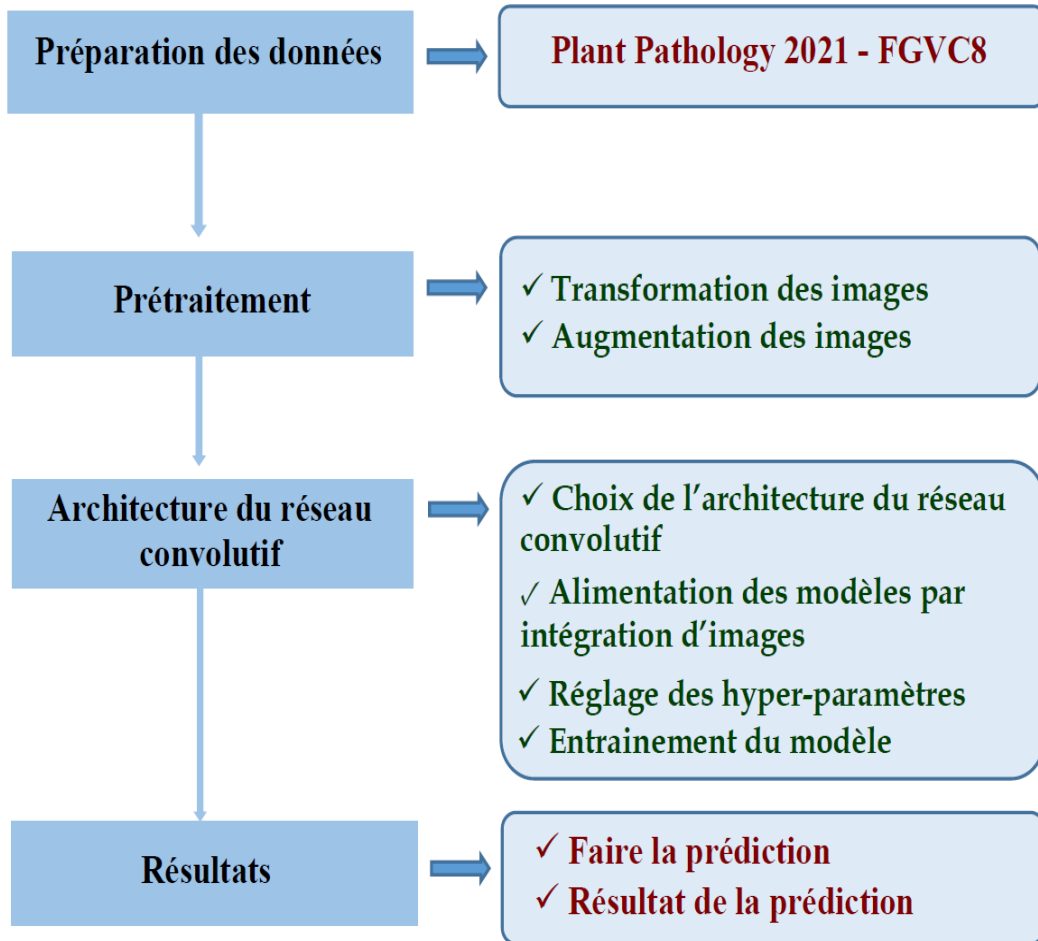 Préparation des données
Plant Pathology 2021 - FGVC8
Prétraitement
✓ Transformation des images
✓ Augmentation des images
Architecture du réseau
convolutif
✓ Choix de l’architecture du réseau
convolutif
✓ Alimentation des modèles par
intégration d’images
✓ Réglage des hyper-paramètres
✓ Entrainement du modèle
Résultats
✓ Faire la prédiction
✓ Résultat de la prédiction